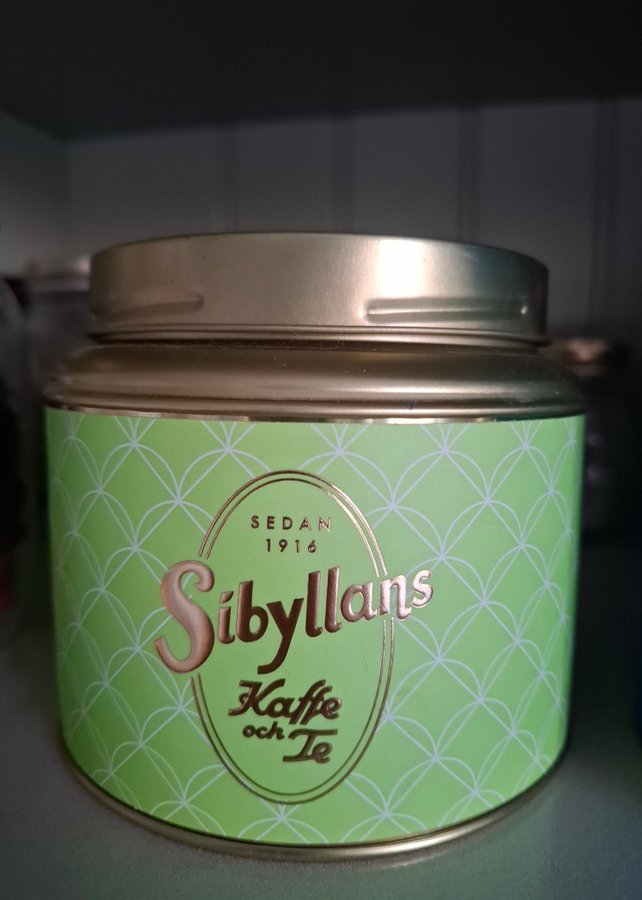 SEDAN
1916
Sibyllans
Kaffe
och Te